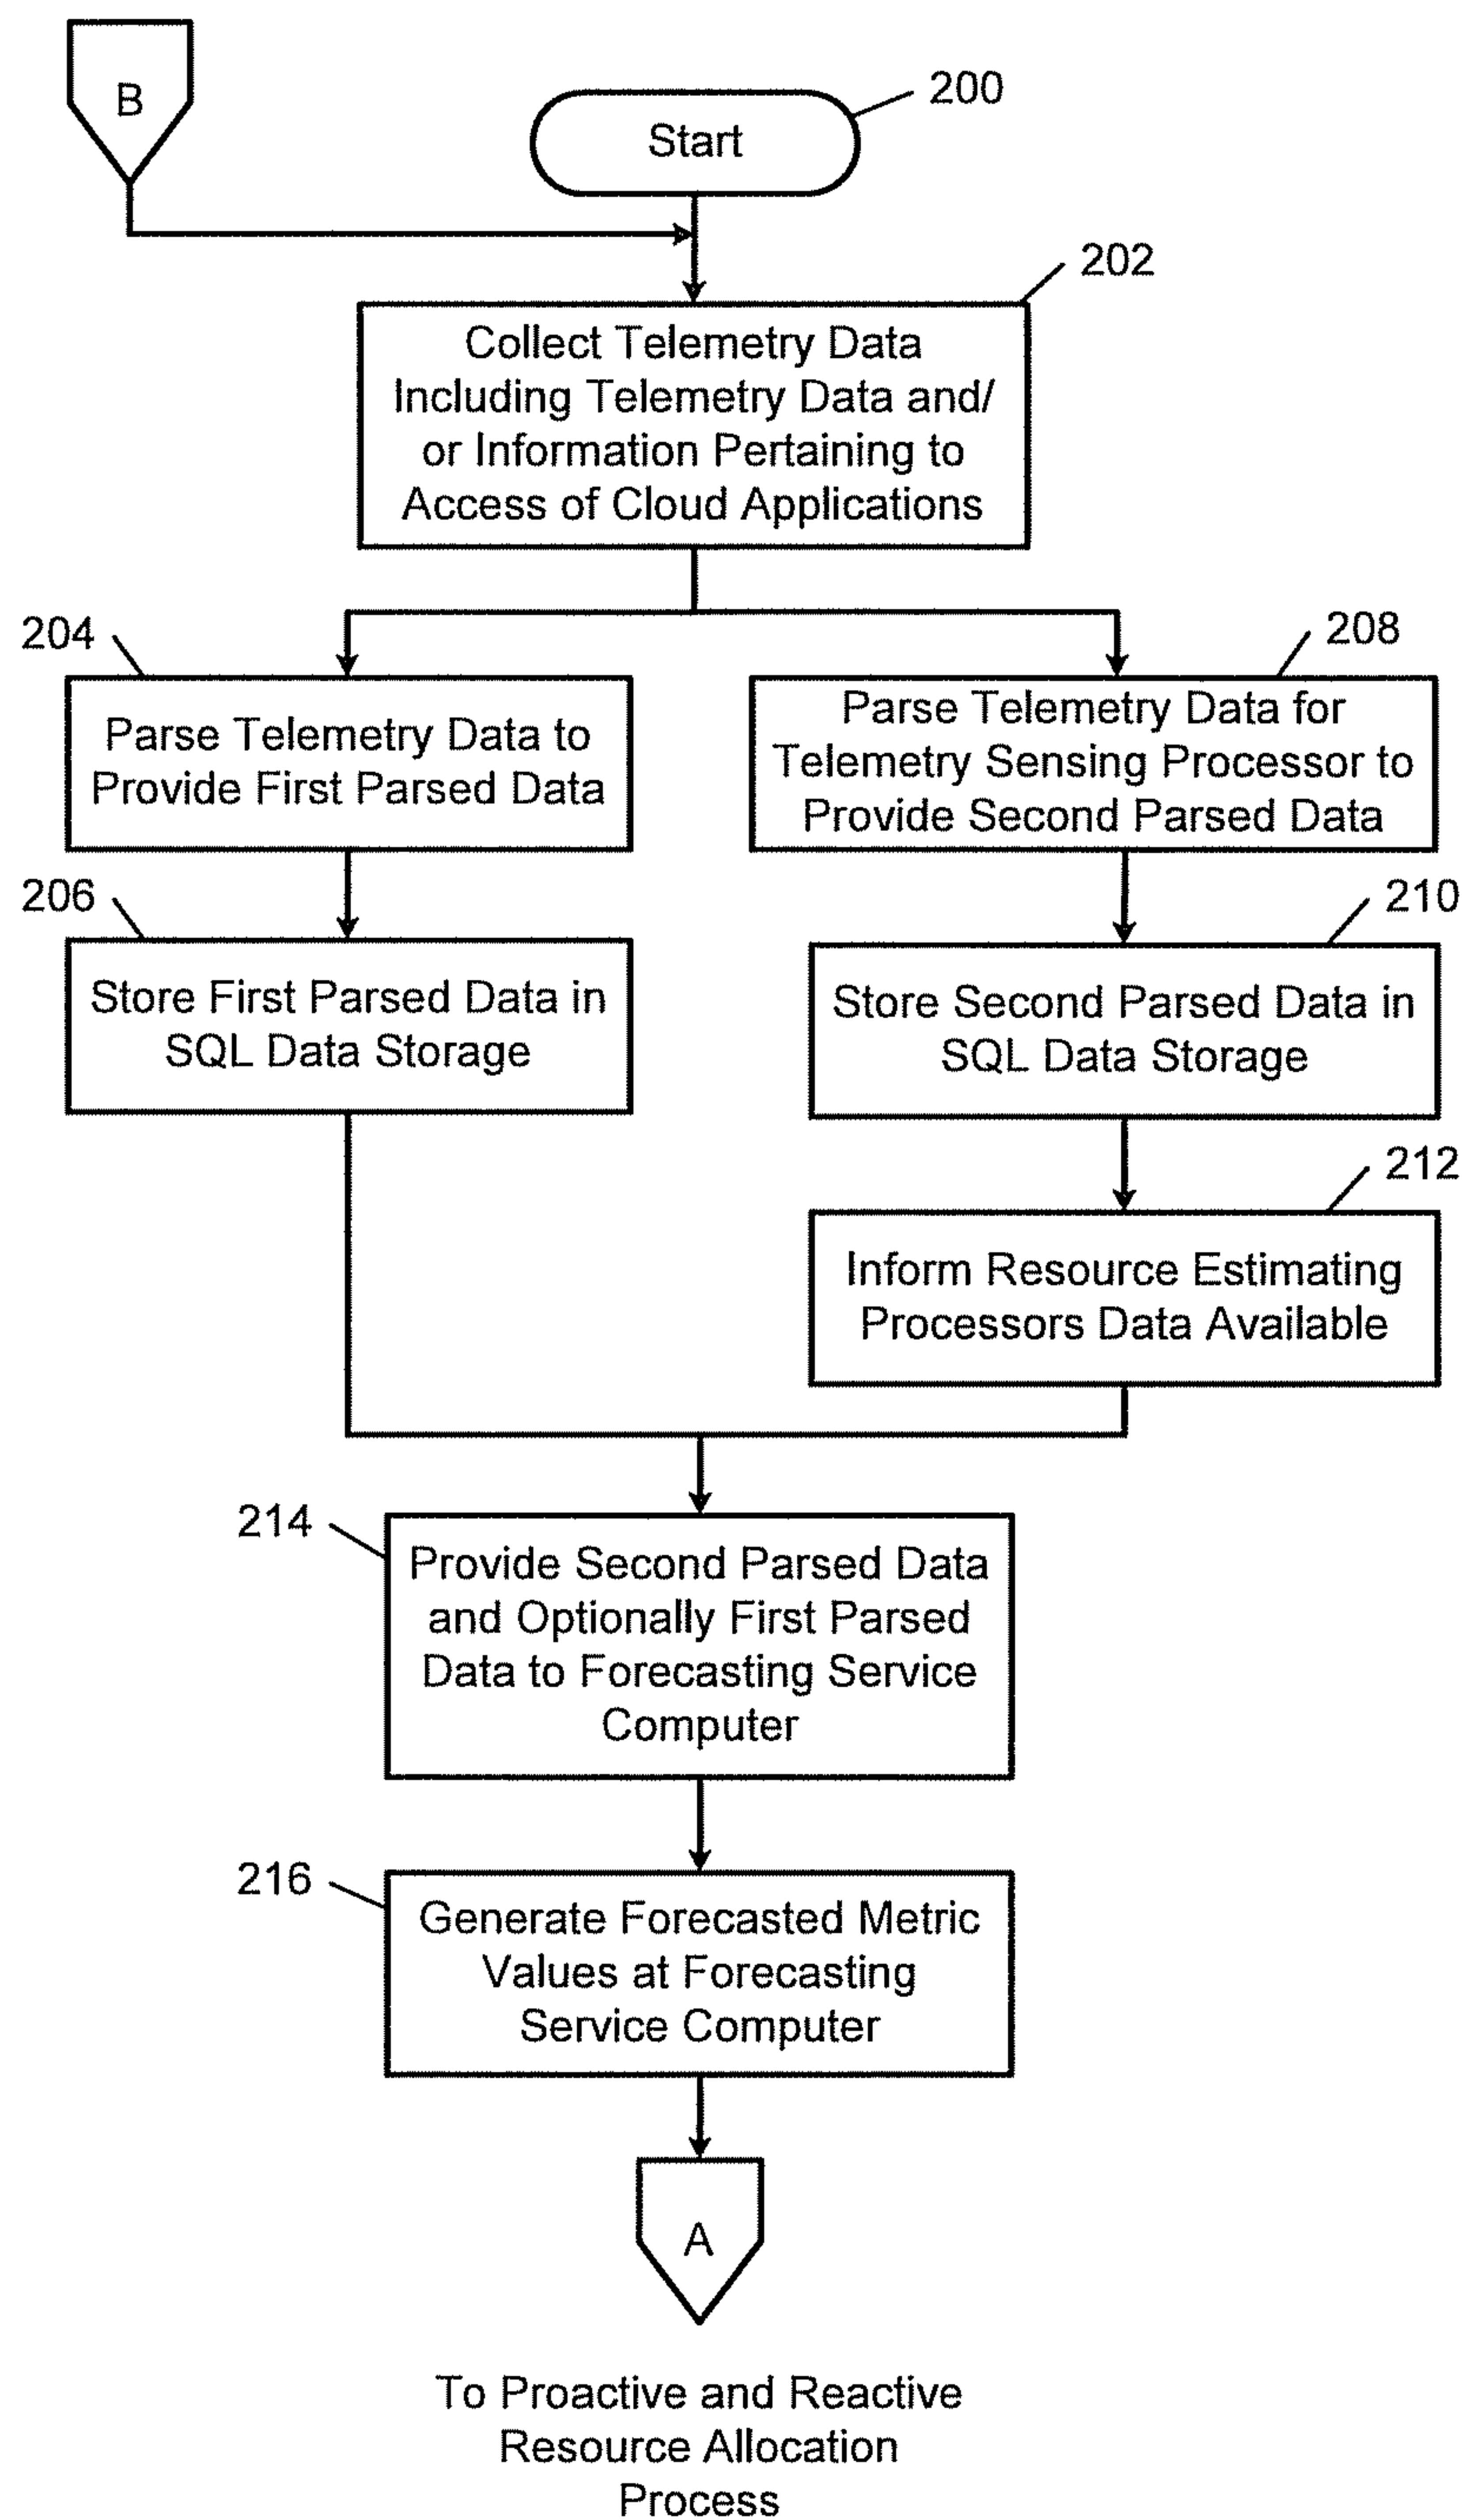 B
Start
200
202
Collect Telemetry Data
Including Telemetry Data and/
or Information Pertaining to
Access of Cloud Applications
204
Parse Telemetry Data to
Provide First Parsed Data
208
Parse Telemetry Data for
Telemetry Sensing Processor to
Provide Second Parsed Data
206
Store First Parsed Data in
SQL Data Storage
210
Store Second Parsed Data in
SQL Data Storage
212
Inform Resource Estimating
Processors Data Available
214
Provide Second Parsed Data
and Optionally First Parsed
Data to Forecasting Service
Computer
216
Generate Forecasted Metric
Values at Forecasting
Service Computer
A
To Proactive and Reactive
Resource Allocation
Process